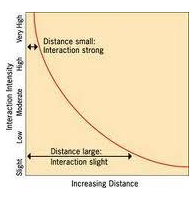 Very High
High
Moderate
Low
Slight
Interaction Intensity
Distance small:
Interaction strong
Distance large:
Interaction slight
Increasing Distance